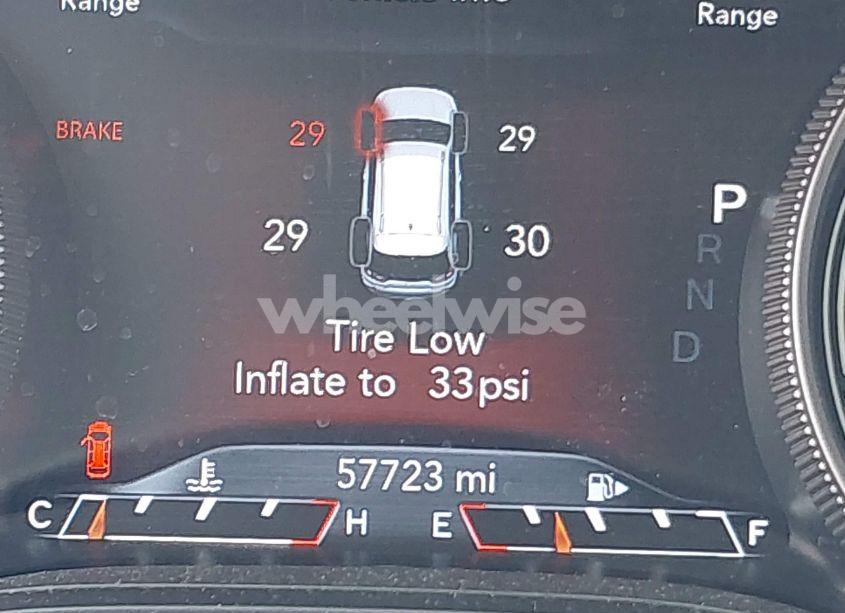 Range
Range
BRAKE
29
29
29
30
P
R
N
D
wheelwise
Tire Low
Inflate to 33psi
57723 mi
C
H
E
F